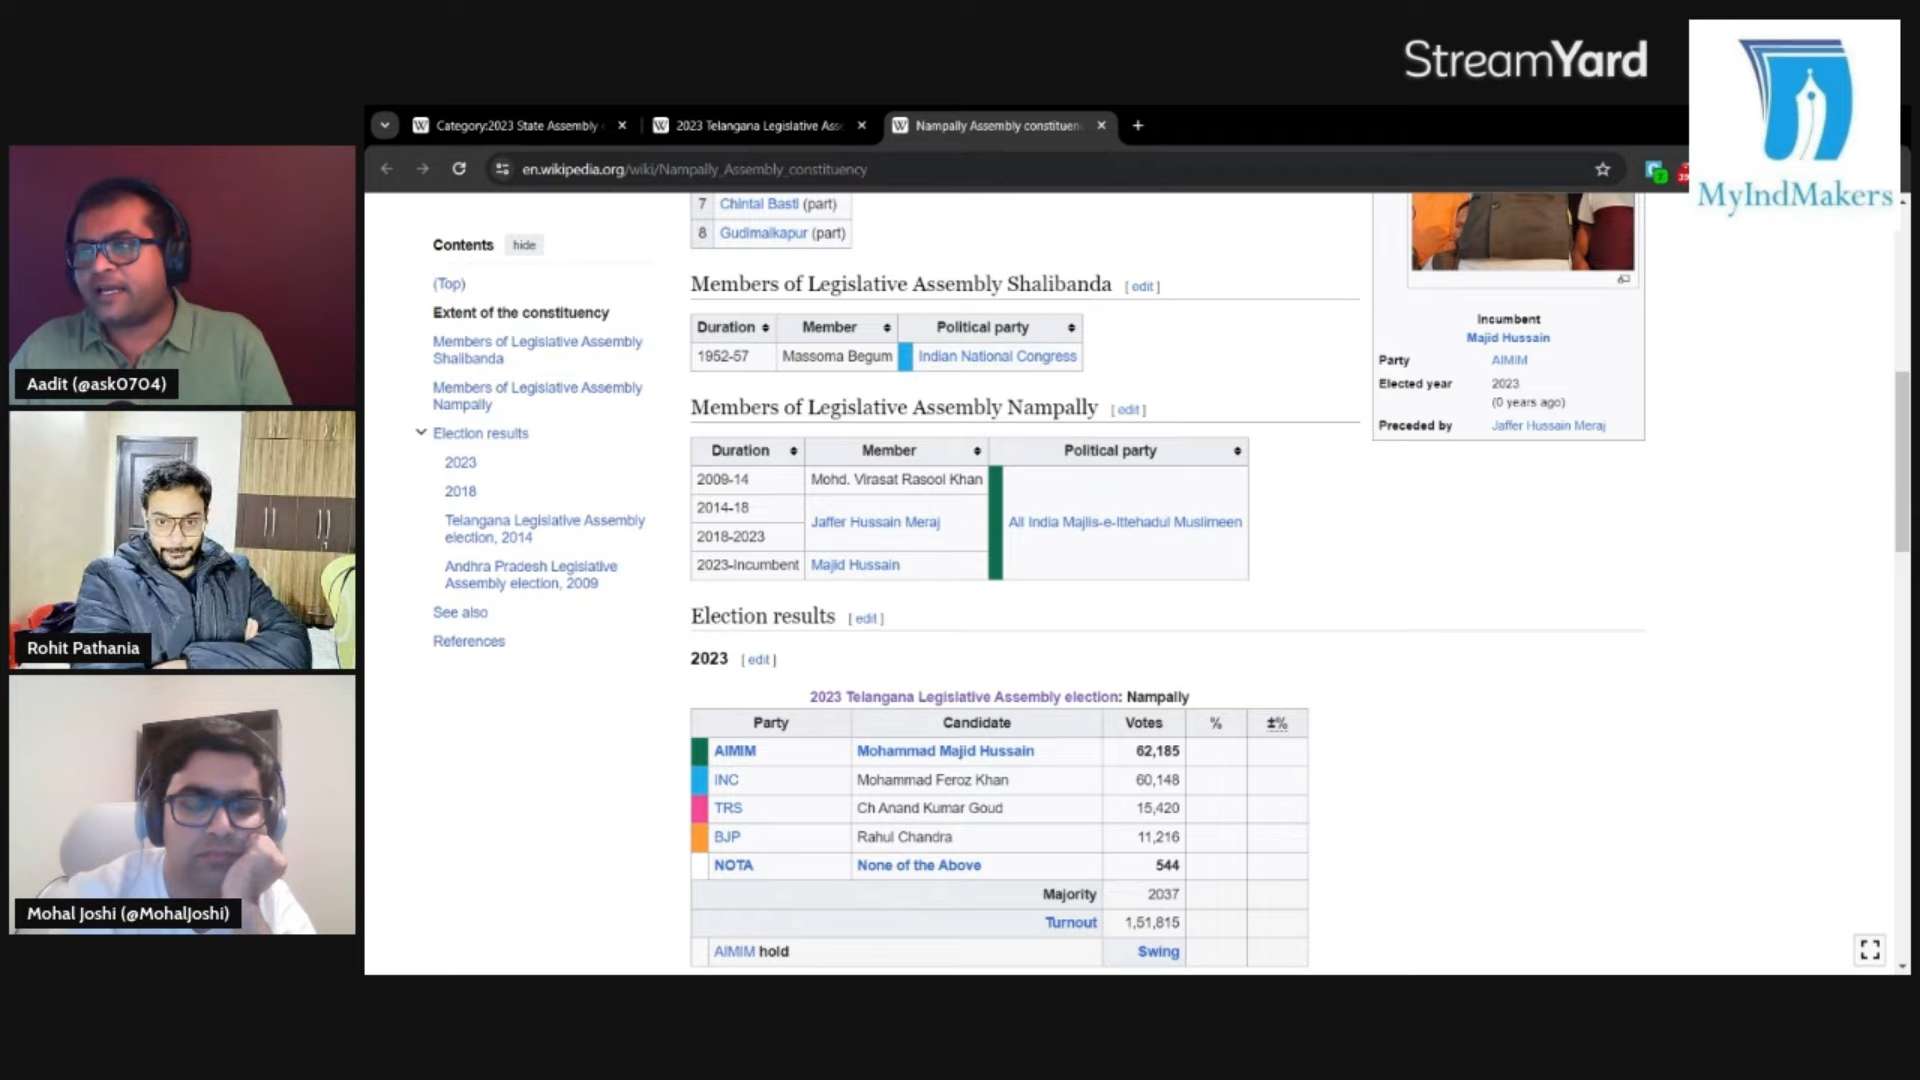 StreamYard
MyIndMakers
Category:2023 State Assembly
2023 Telangana Legislative Ass
Nampally Assembly constituen
en.wikipedia.org/wiki/Nampally_Assembly_constituency
Aadit (@ask0704)
Rohit Pathania
Mohal Joshi (@MohalJoshi)
Contents hide
(Top)
Extent of the constituency
Members of Legislative Assembly
Shalibanda
Members of Legislative Assembly
Nampally
Election results
2023
2018
Telangana Legislative Assembly
election, 2014
Andhra Pradesh Legislative
Assembly election, 2009
See also
References
7 Chintal Basti (part)
8 Gudimalkapur (part)
Members of Legislative Assembly Shalibanda [ edit ]
Duration Member Political party
1952-57 Massoma Begum Indian National Congress
Members of Legislative Assembly Nampally [ edit ]
Duration Member Political party
2009-14 Mohd. Virasat Rasool Khan
2014-18
Jaffer Hussain Meraj All India Majlis-e-Ittehadul Muslimeen
2018-2023
2023-Incumbent Majid Hussain
Election results [ edit ]
2023 [ edit ]
2023 Telangana Legislative Assembly election: Nampally
Party Candidate Votes % ±%
AIMIM Mohammad Majid Hussain 62,185
INC Mohammad Feroz Khan 60,148
TRS Ch Anand Kumar Goud 15,420
BJP Rahul Chandra 11,216
NOTA None of the Above 544
Majority 2037
Turnout 1,51,815
AIMIM hold Swing
Incumbent
Majid Hussain
Party AIMIM
Elected year 2023
(0 years ago)
Preceded by Jaffer Hussain Meraj